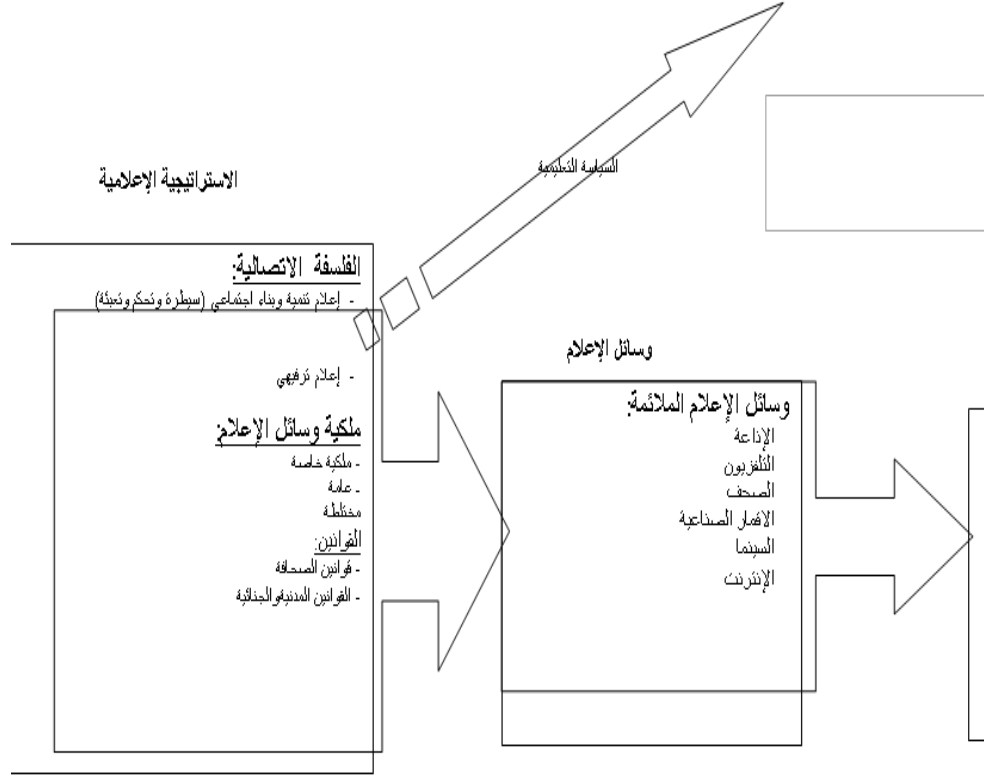 السياسة التعليمية
الاستراتيجية الإعلامية
الفلسفة الاتصالية:
- إعلام تنمية وبناء اجتماعي (سيطرة وتحكم وتعبئة)
- إعلام ترفيهي
ملكية وسائل الإعلام:
- ملكية خاصة
- عامة
مختلطة
القوانين:
- قوانين الصحافة
- القوانين المدنية والجنائية
وسائل الإعلام
وسائل الإعلام الملائمة:
الإذاعة
التلفزيون
الصحف
الاقمار الصناعية
السينما
الإنترنت